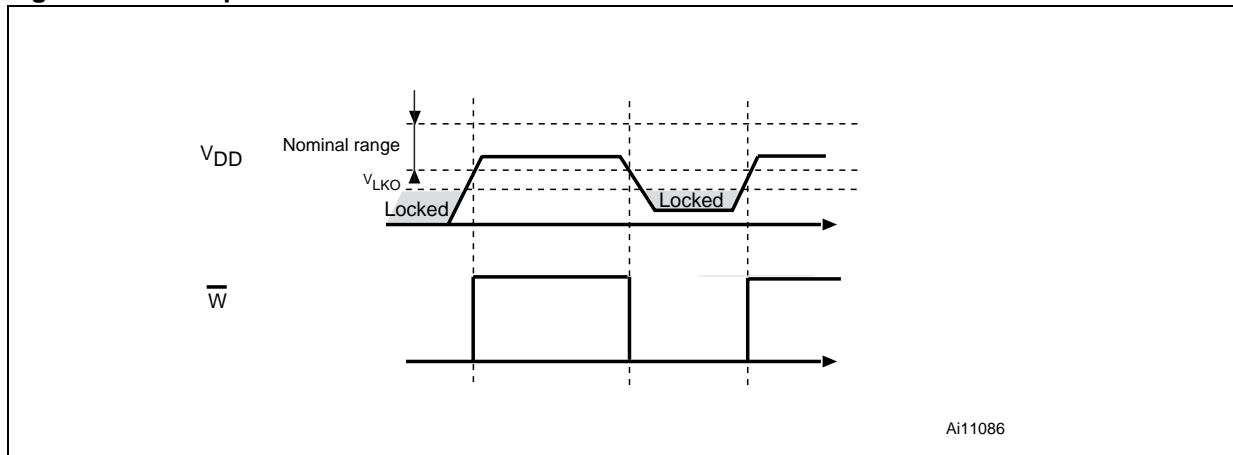 Nominal range
VDD
VLKO
Locked
Locked
W
Ai11086